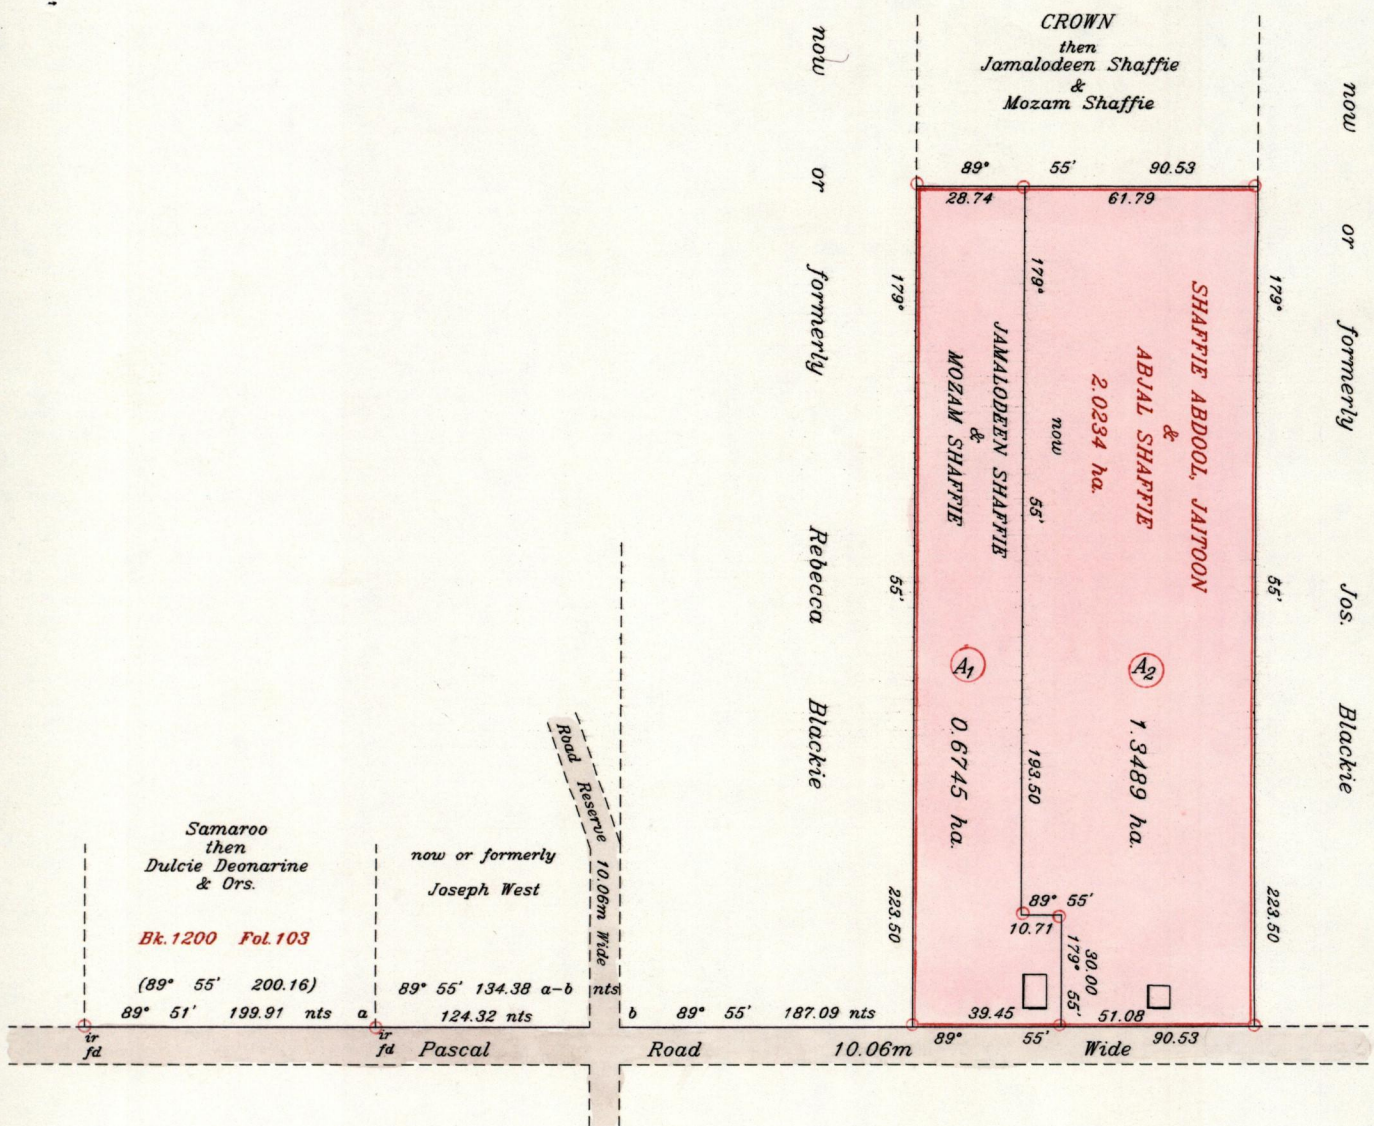 CROWN
then
Jamalodeen Shaffie
&
Mozam Shaffie
89° 55' 90.53
28.74
61.79
now or formerly Rebecca Blackie
179° 55' 223.50
MOZAM SHAFFIE
&
JAMALODEEN SHAFFIE
A1 0.6745 ha.
179° 55' 193.50
now
2.0234 ha.
ABJAL SHAFFIE
&
SHAFFIE ABDOOL, JAITOON
A2 1.3489 ha.
179° 55' 223.50
now or formerly Jos. Blackie
89° 55'
10.71
30.00
179° 55'
39.45
51.08
89° 55' 90.53
Samaroo
then
Dulcie Deonarine
& Ors.
Bk.1200 Fol.103
(89° 55' 200.16)
89° 51' 199.91 nts a
now or formerly
Joseph West
89° 55' 134.38 a-b nts
124.32 nts
Road Reserve 10.06m Wide
b 89° 55' 187.09 nts
ir
fd
ir
fd
Pascal Road 10.06m Wide